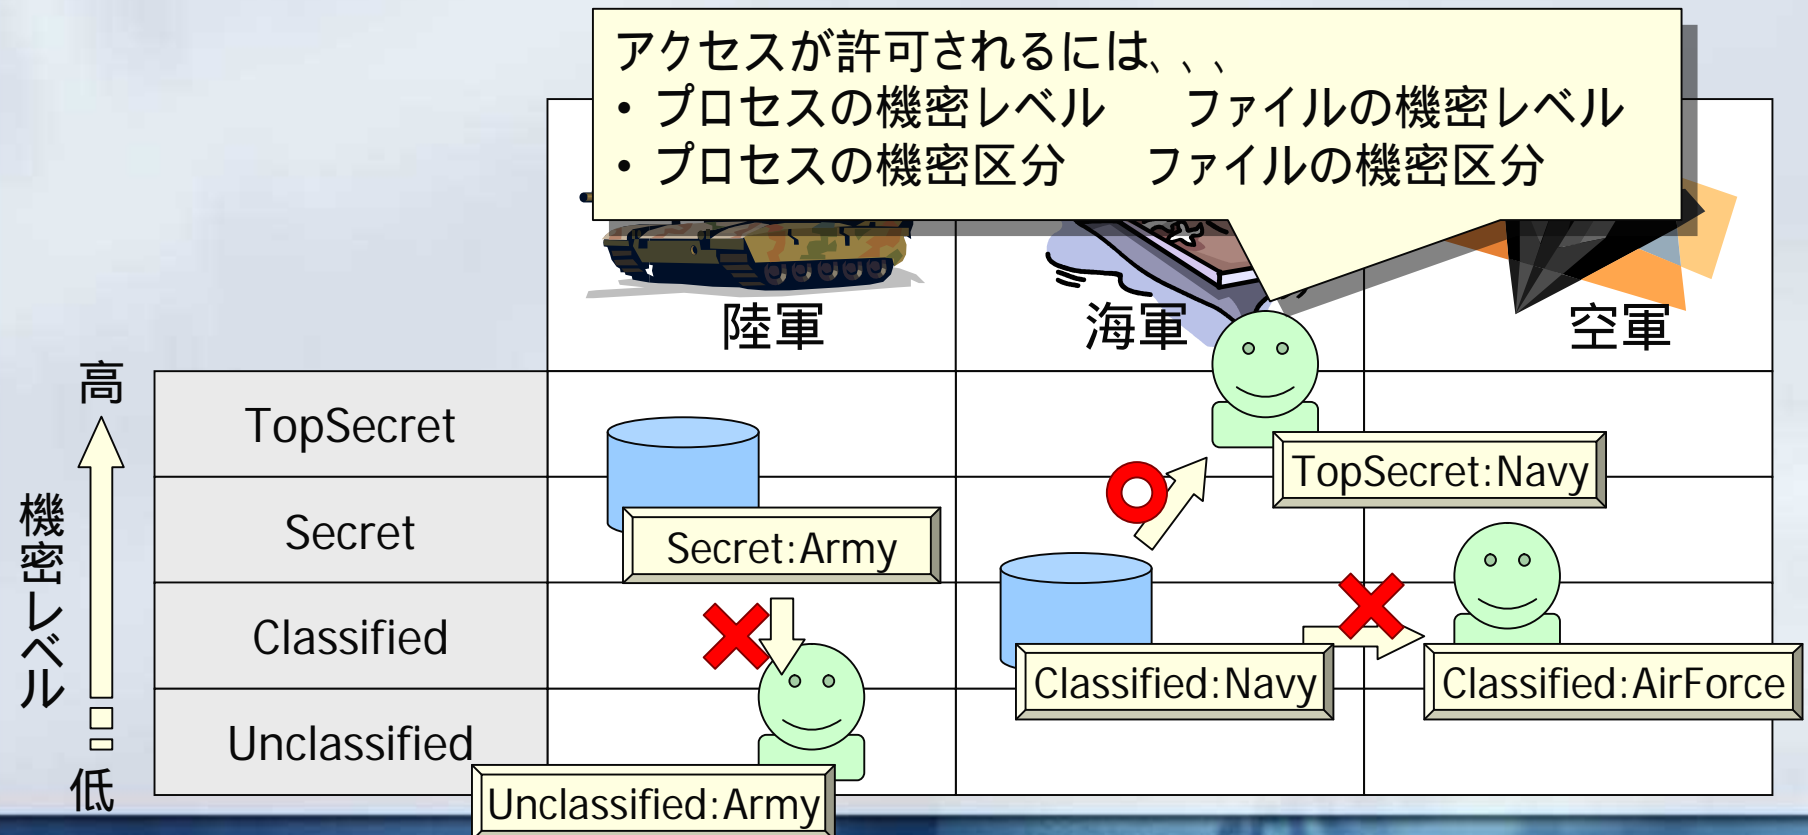 アクセスが許可されるには、、、
• プロセスの機密レベル　　ファイルの機密レベル
• プロセスの機密区分　　ファイルの機密区分
陸軍
海軍
空軍
高
機密レベル
低
TopSecret
Secret
Classified
Unclassified
TopSecret:Navy
Secret:Army
Classified:Navy
Classified:AirForce
Unclassified:Army